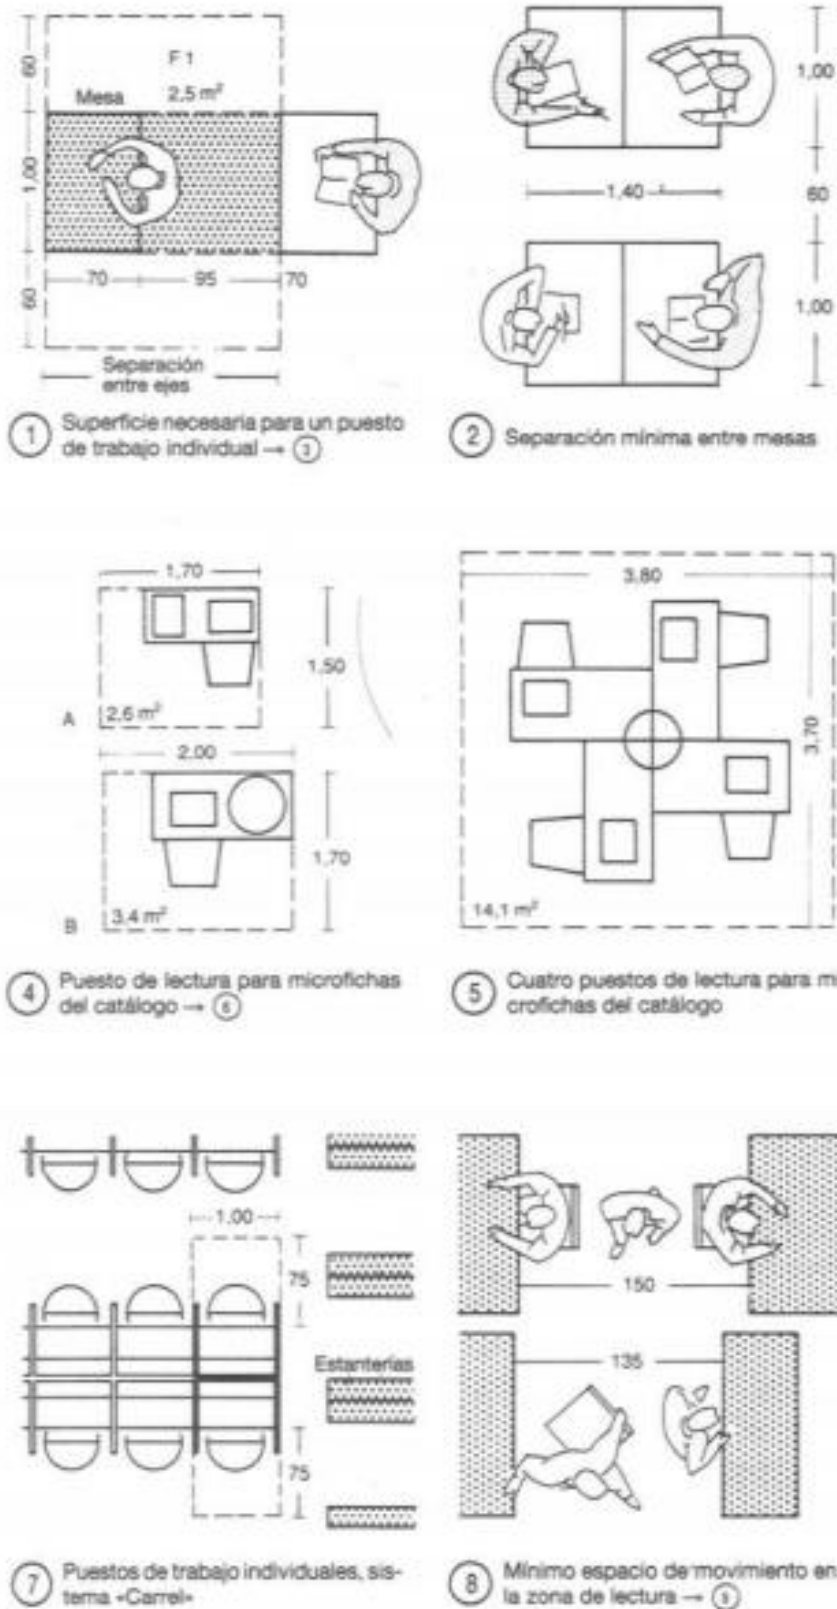 60
F 1
2,5 m²
Mesa
1,00
70
95
70
60
Separación
entre ejes
1 Superficie necesaria para un puesto
de trabajo individual → 3
1,00
1,40
60
1,00
2 Separación mínima entre mesas
1,70
1,50
A
2,6 m²
2.00
1,70
B
3,4 m²
4 Puesto de lectura para microfichas
del catálogo → 6
3,80
3,70
14,1 m²
5 Cuatro puestos de lectura para mi
crofichas del catálogo
1,00
75
Estanterías
75
7 Puestos de trabajo individuales, sis-
tema «Carrel»
150
135
8 Mínimo espacio de movimiento en
la zona de lectura → 9